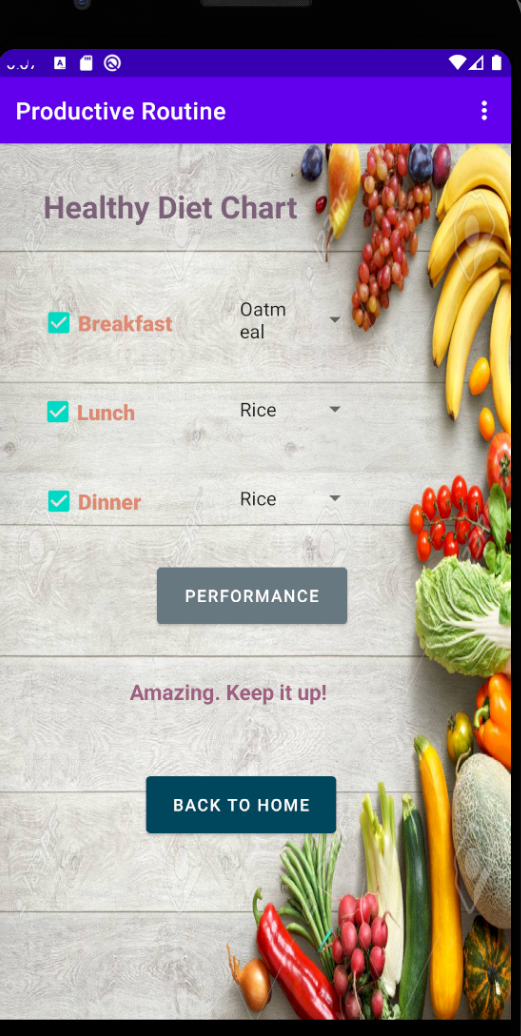 Productive Routine
Healthy Diet Chart
Breakfast
Oatm
eal
Lunch
Rice
Dinner
Rice
PERFORMANCE
Amazing. Keep it up!
BACK TO HOME